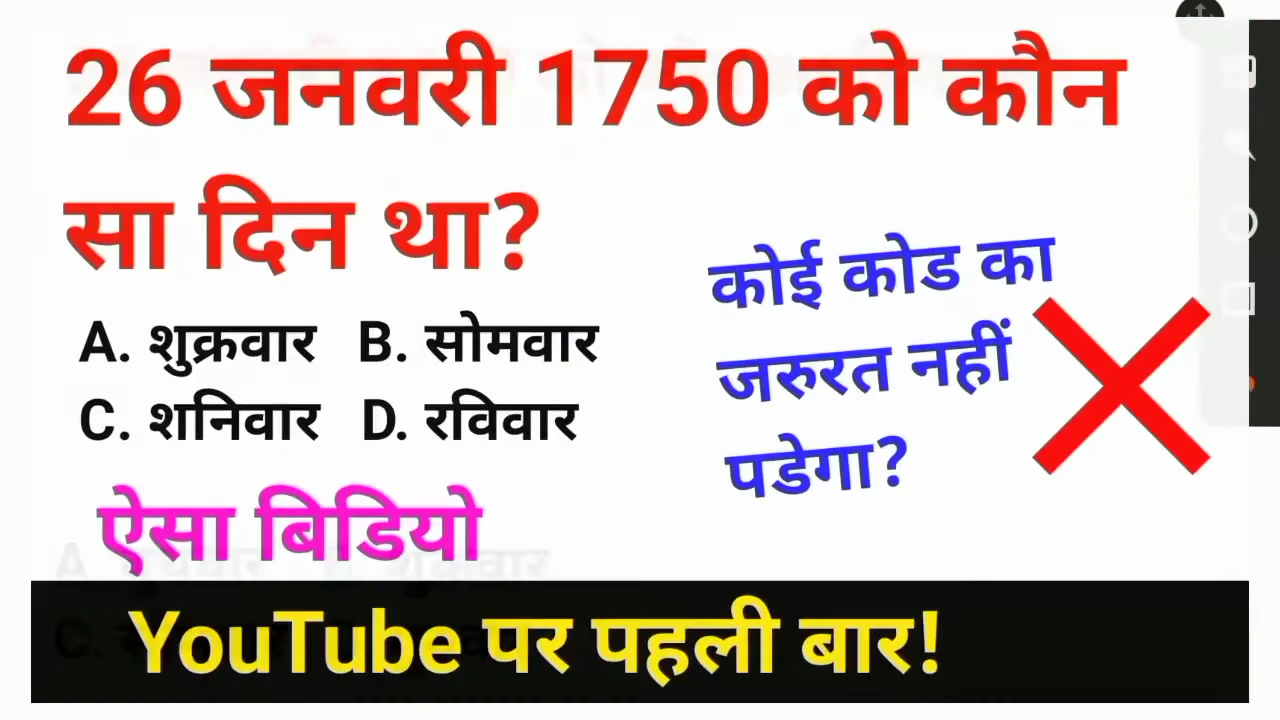 26 जनवरी 1750 को कौन
सा दिन था?
A. शुक्रवार B. सोमवार
C. शनिवार D. रविवार
कोई कोड का
जरुरत नहीं
पडेगा?
ऐसा बिडियो
YouTube पर पहली बार!